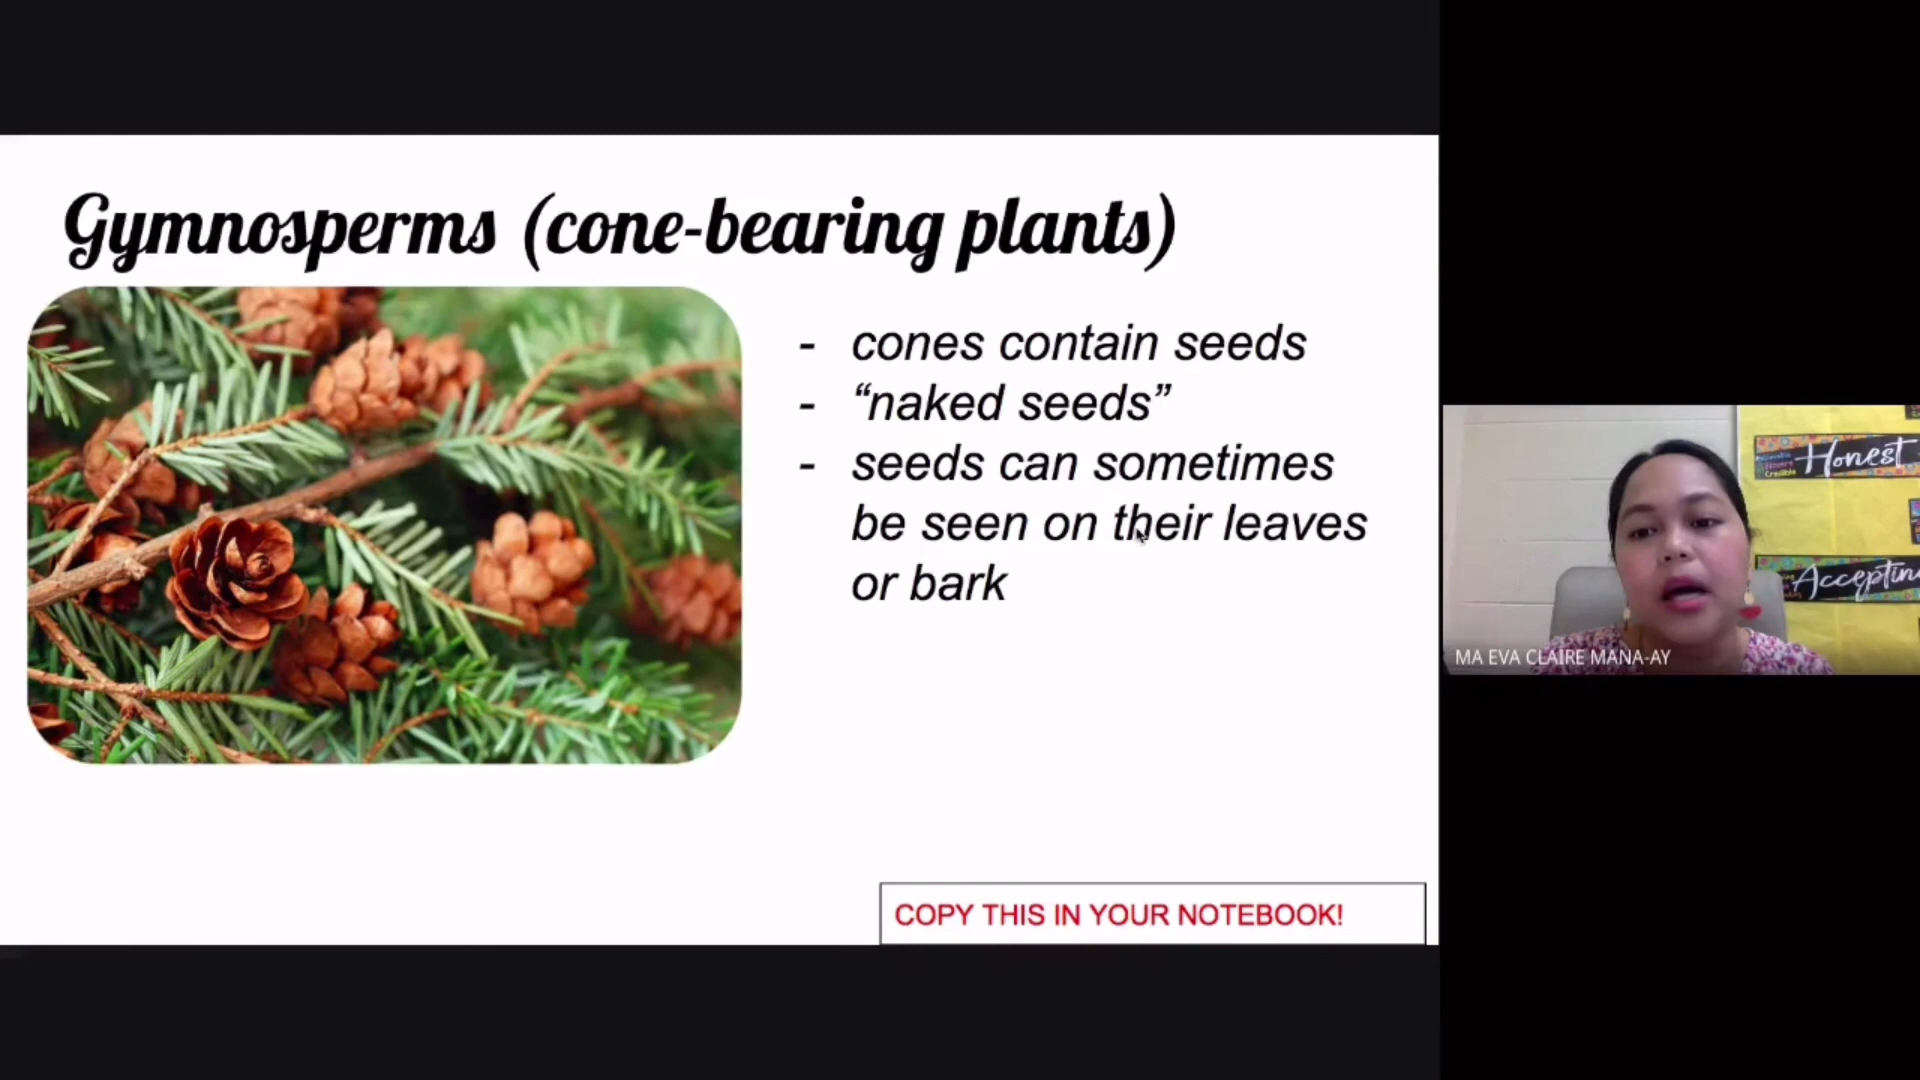 Gymnosperms (cone-bearing plants)
- cones contain seeds
- “naked seeds”
- seeds can sometimes
be seen on their leaves
or bark
COPY THIS IN YOUR NOTEBOOK!
Honest
Accepting
MA EVA CLAIRE MANA-AY